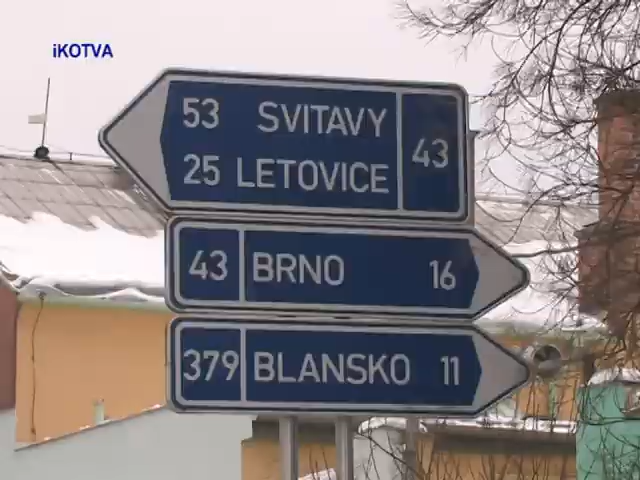 iKOTVA
53 SVITAVY
25 LETOVICE
43
43 BRNO 16
379 BLANSKO 11